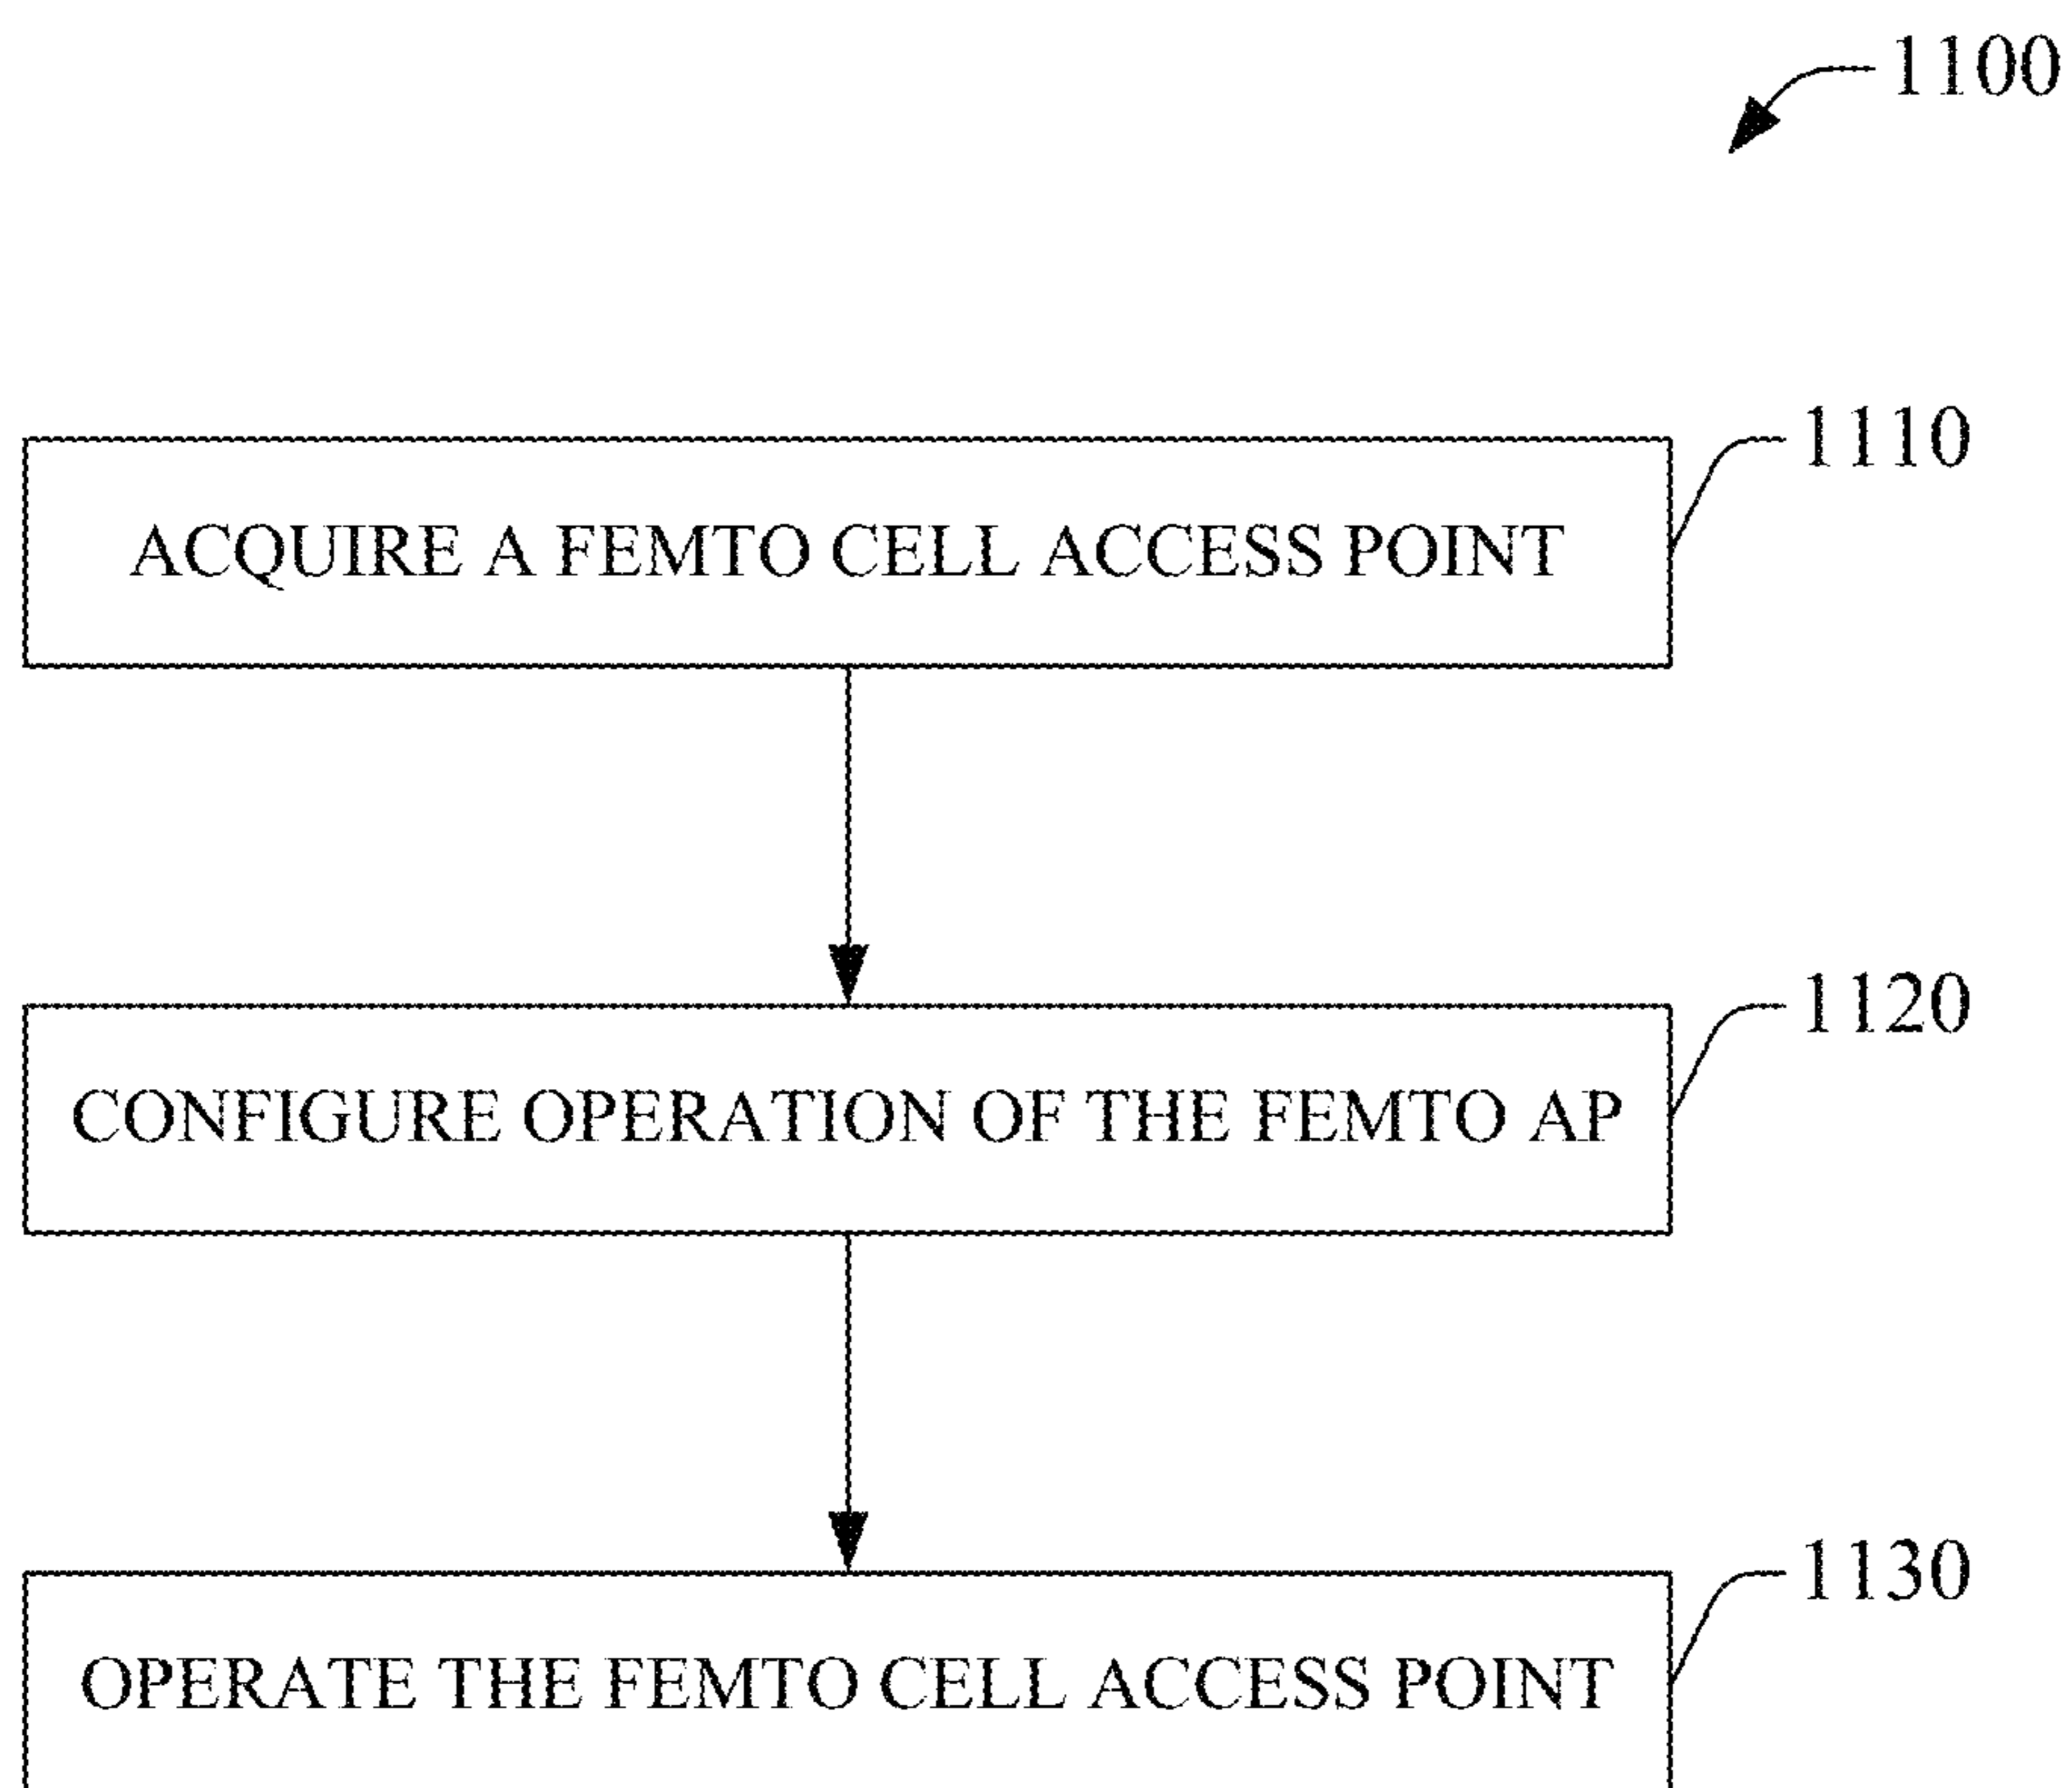 1100
1110
ACQUIRE A FEMTO CELL ACCESS POINT
1120
CONFIGURE OPERATION OF THE FEMTO AP
1130
OPERATE THE FEMTO CELL ACCESS POINT